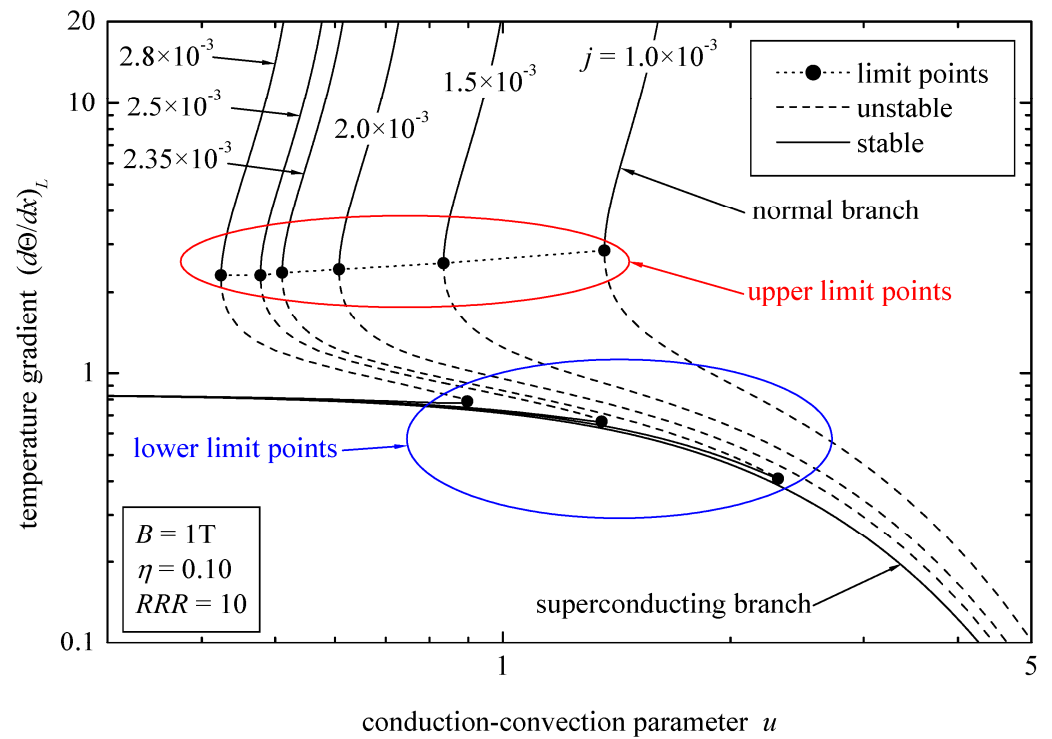 20
10
1
0.1
1
5
temperature gradient (dΘ/dx)_L
conduction-convection parameter u
2.8×10⁻³
2.5×10⁻³
2.35×10⁻³
2.0×10⁻³
1.5×10⁻³
j = 1.0×10⁻³
limit points
unstable
stable
normal branch
upper limit points
lower limit points
superconducting branch
B = 1T
η = 0.10
RRR = 10